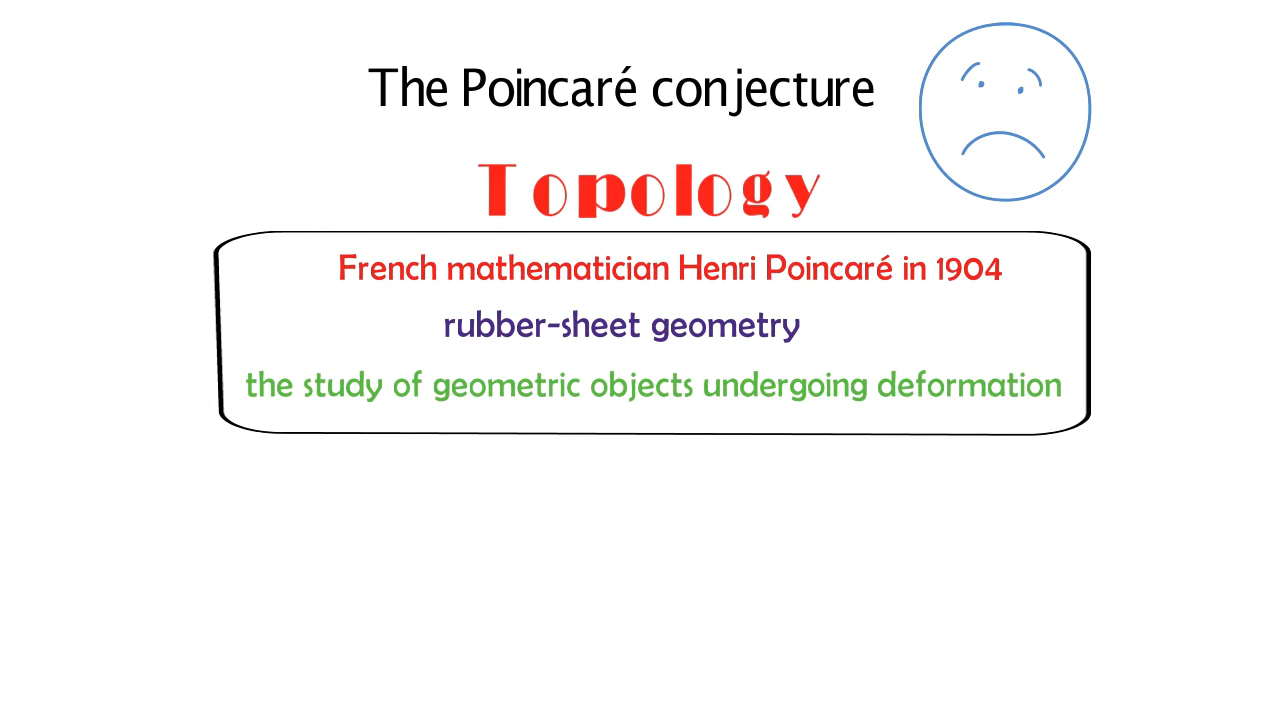 The Poincaré conjecture
Topology
French mathematician Henri Poincaré in 1904
rubber-sheet geometry
the study of geometric objects undergoing deformation